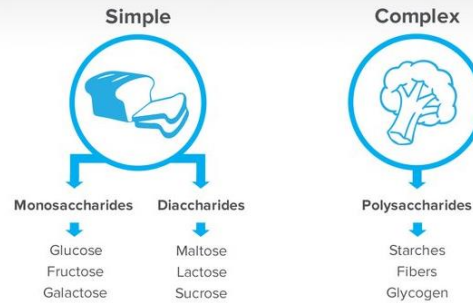 Simple
Complex
Monosaccharides
Diaccharides
Polysaccharides
Glucose
Fructose
Galactose
Maltose
Lactose
Sucrose
Starches
Fibers
Glycogen